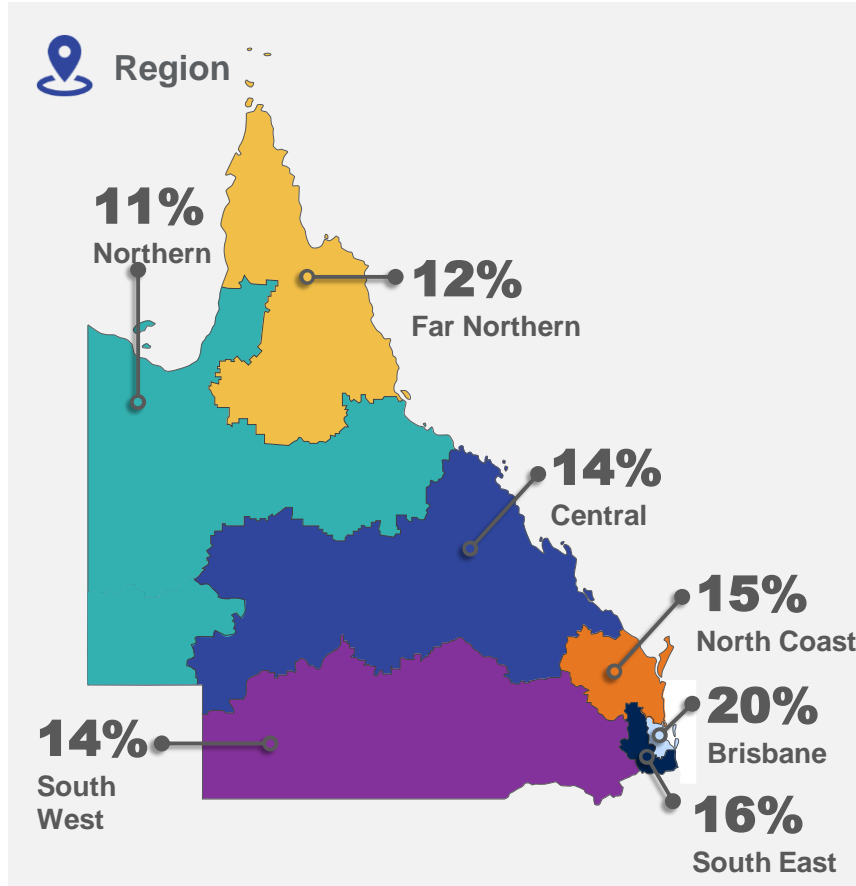 Region
11%
Northern
12%
Far Northern
14%
Central
15%
North Coast
20%
Brisbane
14%
South
West
16%
South East